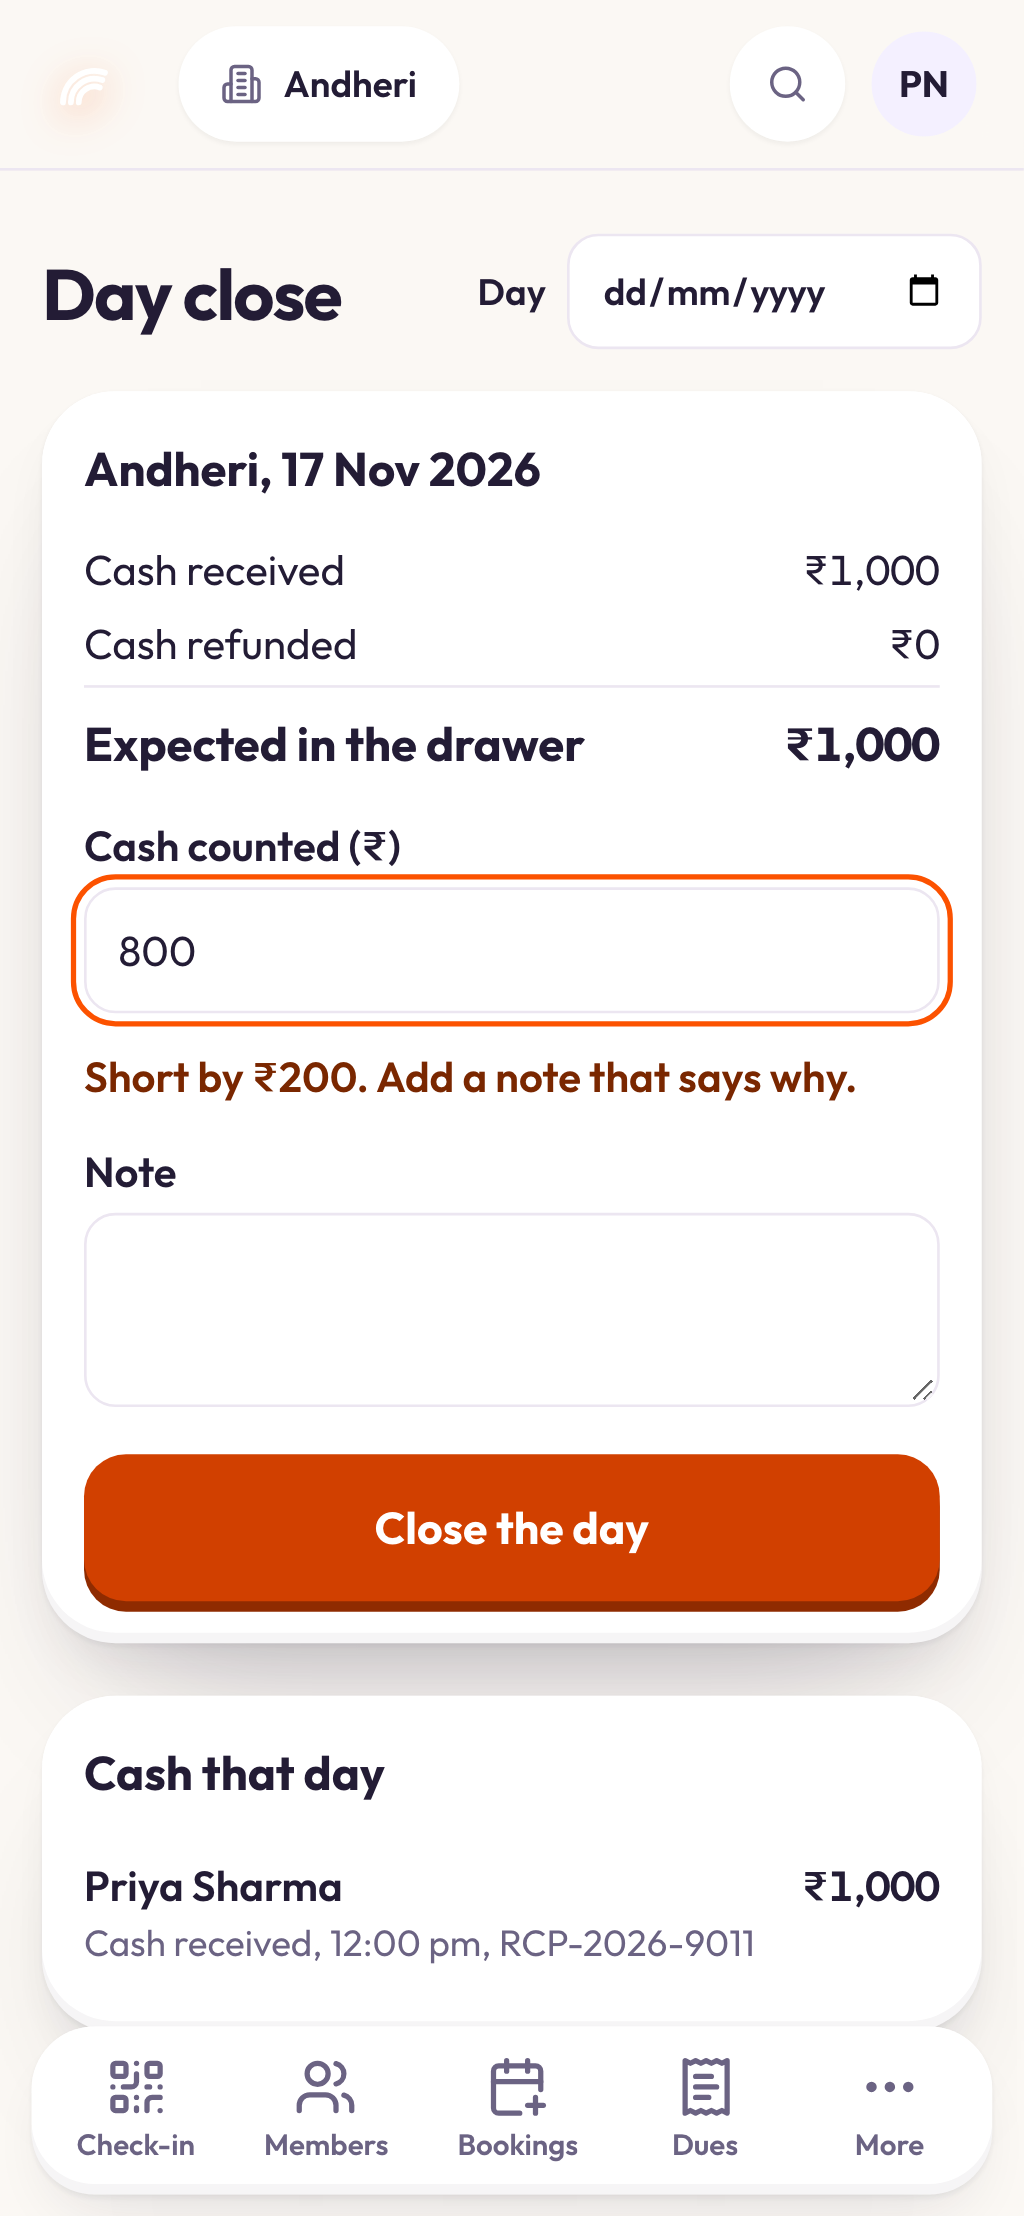 Andheri
PN
Day close
Day
dd/mm/yyyy
Andheri, 17 Nov 2026
Cash received ₹1,000
Cash refunded ₹0
Expected in the drawer ₹1,000
Cash counted (₹)
800
Short by ₹200. Add a note that says why.
Note
Close the day
Cash that day
Priya Sharma ₹1,000
Cash received, 12:00 pm, RCP-2026-9011
Check-in Members Bookings Dues More